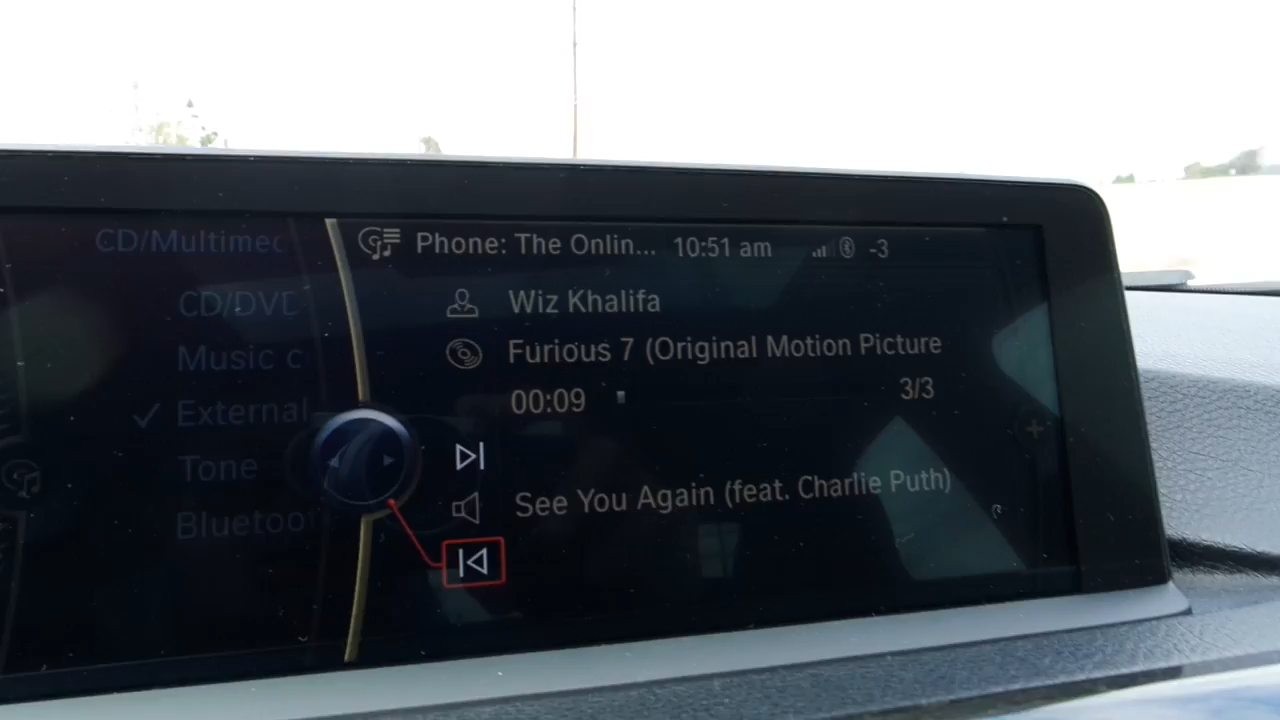 CD/Multimec
CD/DVD
Music c
External
Tone
Bluetoo
Phone: The Onlin... 10:51 am -3
Wiz Khalifa
Furious 7 (Original Motion Picture
00:09 3/3
See You Again (feat. Charlie Puth)